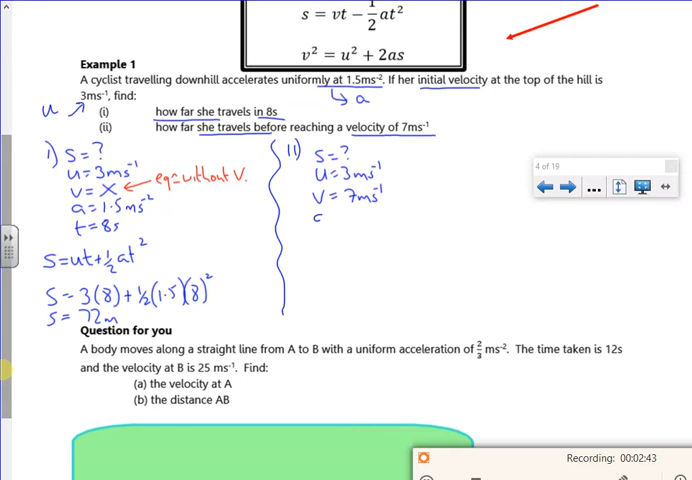 s = vt − 1/2 at²
v² = u² + 2as
Example 1
A cyclist travelling downhill accelerates uniformly at 1.5ms⁻². If her initial velocity at the top of the hill is
3ms⁻¹, find:
u
a
(i) how far she travels in 8s
(ii) how far she travels before reaching a velocity of 7ms⁻¹
i) S = ?
u = 3ms⁻¹
v = X
eqⁿ without V.
a = 1.5ms⁻²
t = 8s
S = ut + ½at²
S = 3(8) + ½(1.5)(8)²
S = 72m
ii) S = ?
u = 3ms⁻¹
V = 7ms⁻¹
4 of 19
...
Question for you
A body moves along a straight line from A to B with a uniform acceleration of 2/3 ms⁻². The time taken is 12s
and the velocity at B is 25 ms⁻¹. Find:
(a) the velocity at A
(b) the distance AB
Recording: 00:02:43